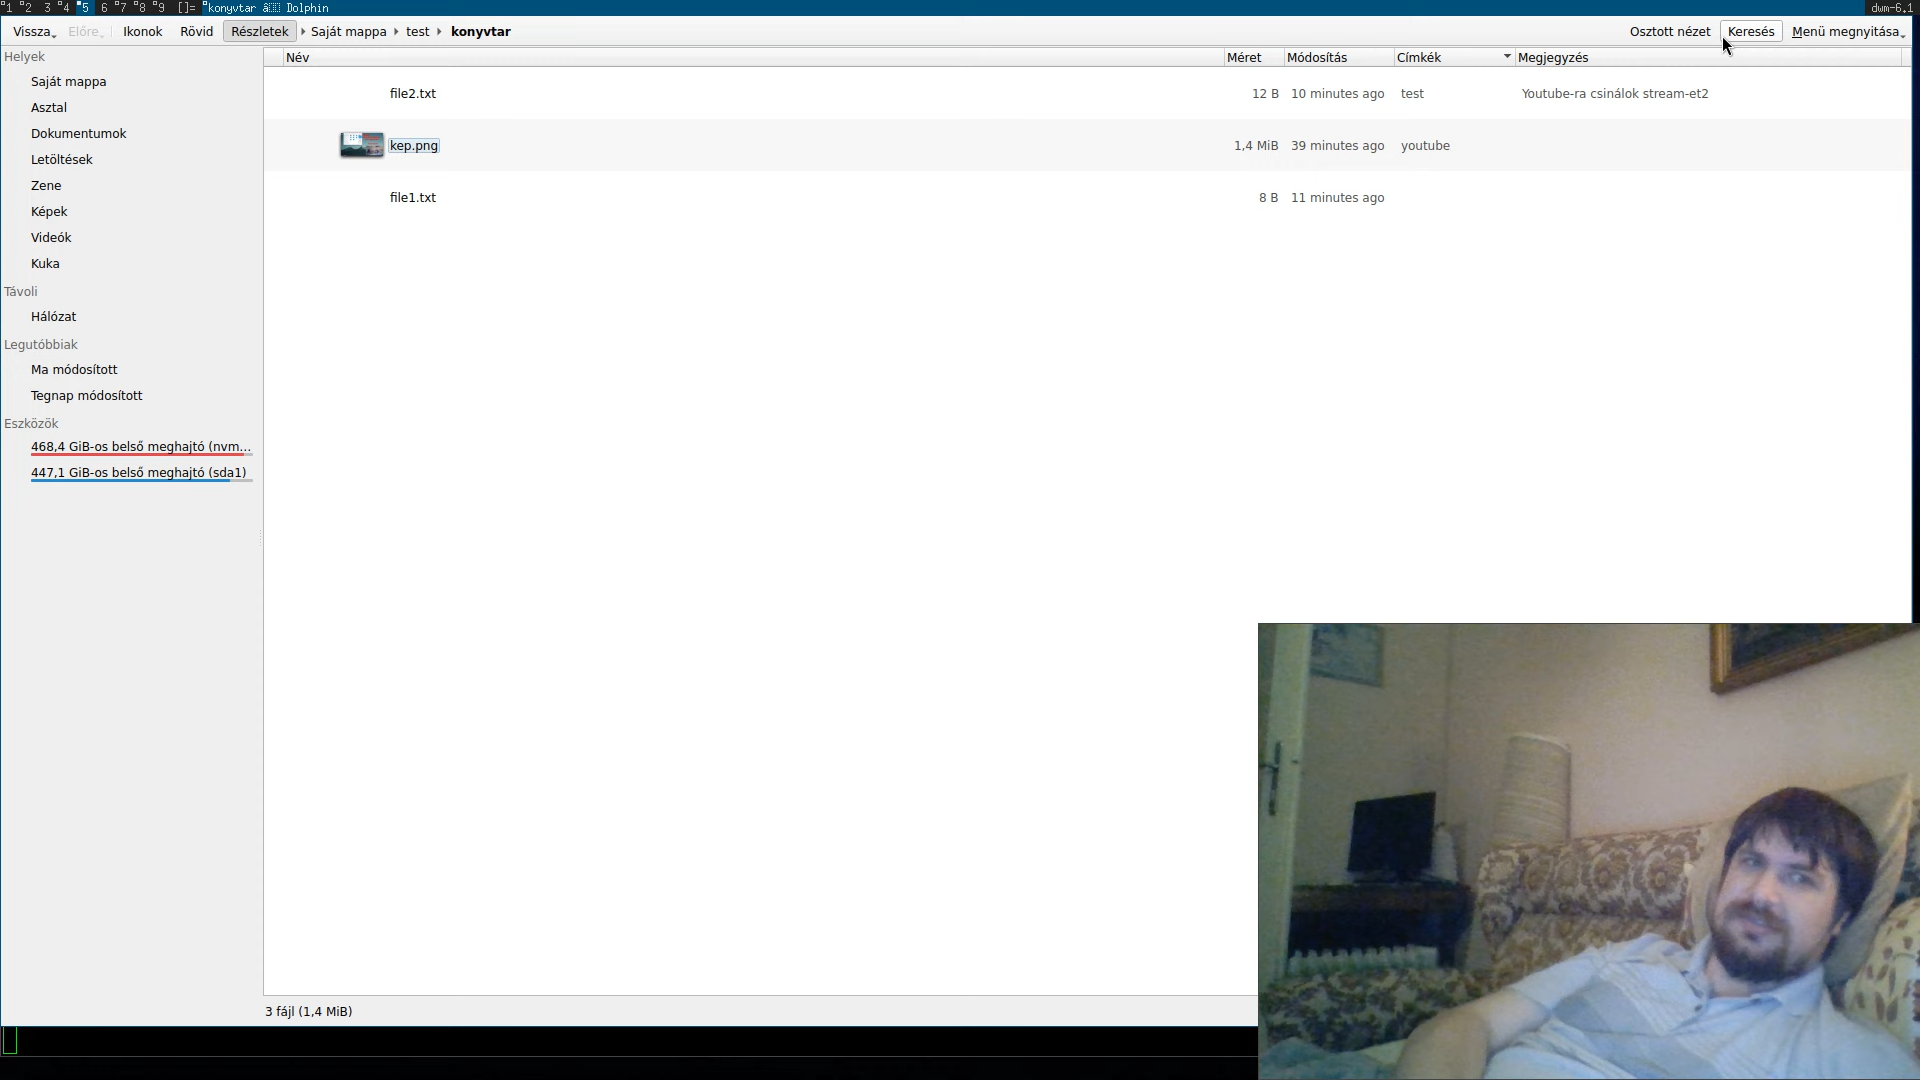 1 2 3 4 5 6 7 8 9 []= konyvtar â Dolphin dwm-6.1
Vissza Előre Ikonok Rövid Részletek Saját mappa test konyvtar Osztott nézet Keresés Menü megnyitása
Helyek
Saját mappa
Asztal
Dokumentumok
Letöltések
Zene
Képek
Videók
Kuka
Távoli
Hálózat
Legutóbbiak
Ma módosított
Tegnap módosított
Eszközök
468,4 GiB-os belső meghajtó (nvm...
447,1 GiB-os belső meghajtó (sda1)
Név Méret Módosítás Címkék Megjegyzés
file2.txt 12 B 10 minutes ago test Youtube-ra csinálok stream-et2
kep.png 1,4 MiB 39 minutes ago youtube
file1.txt 8 B 11 minutes ago
3 fájl (1,4 MiB)